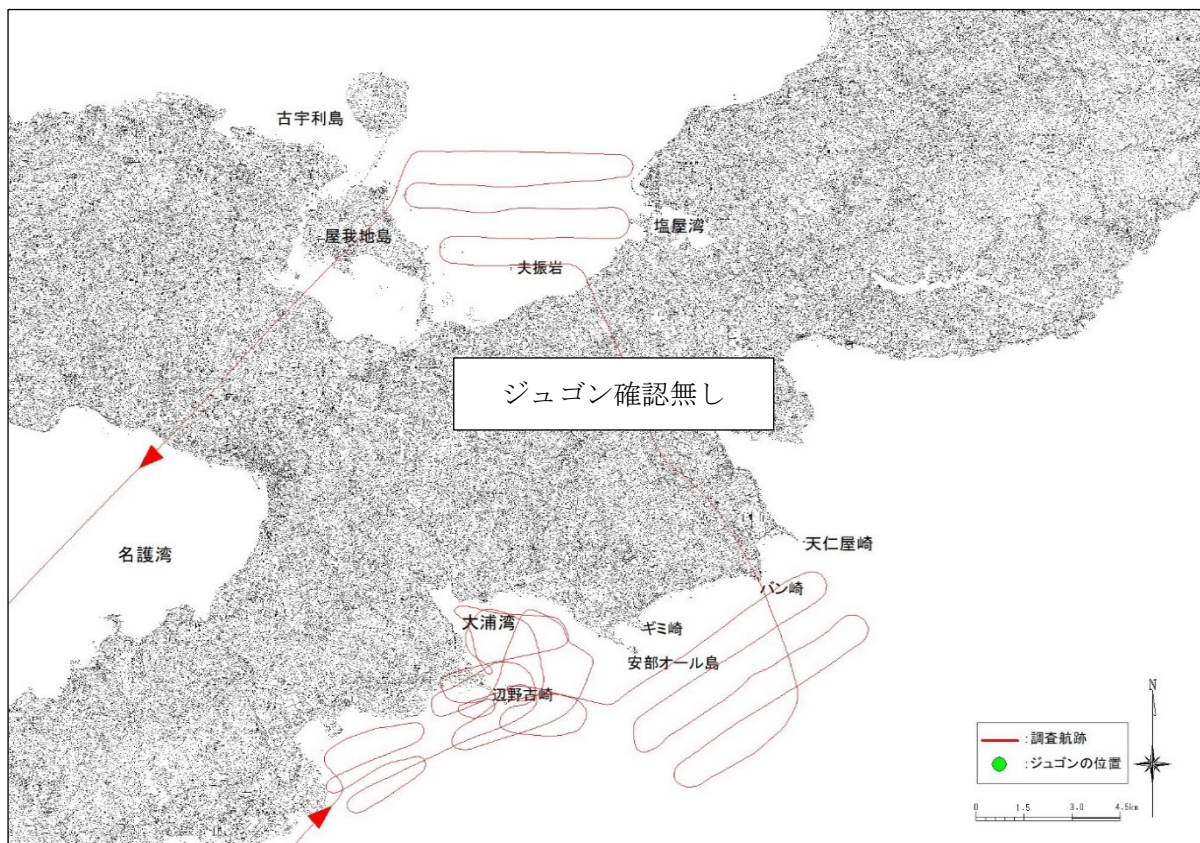 古宇利島
屋我地島
塩屋湾
夫振岩
ジュゴン確認無し
名護湾
天仁屋崎
バン崎
大浦湾
ギミ崎
安部オール島
辺野古崎
N
:調査航跡
:ジュゴンの位置
0 1.5 3.0 4.5km